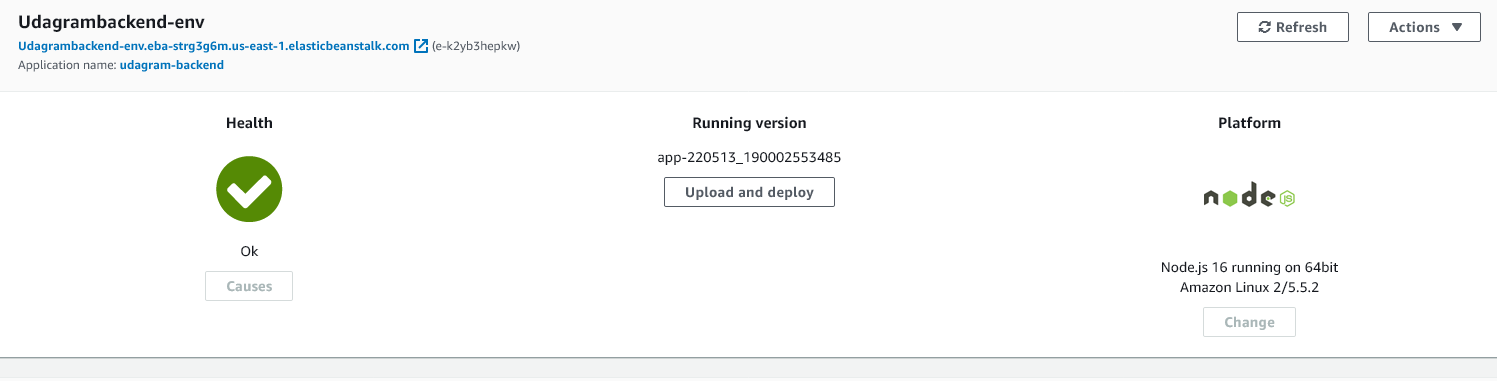 Udagrambackend-env
Udagrambackend-env.eba-strg3g6m.us-east-1.elasticbeanstalk.com (e-k2yb3hepkw)
Application name: udagram-backend
Refresh
Actions
Health
Ok
Causes
Running version
app-220513_190002553485
Upload and deploy
Platform
node JS
Node.js 16 running on 64bit
Amazon Linux 2/5.5.2
Change